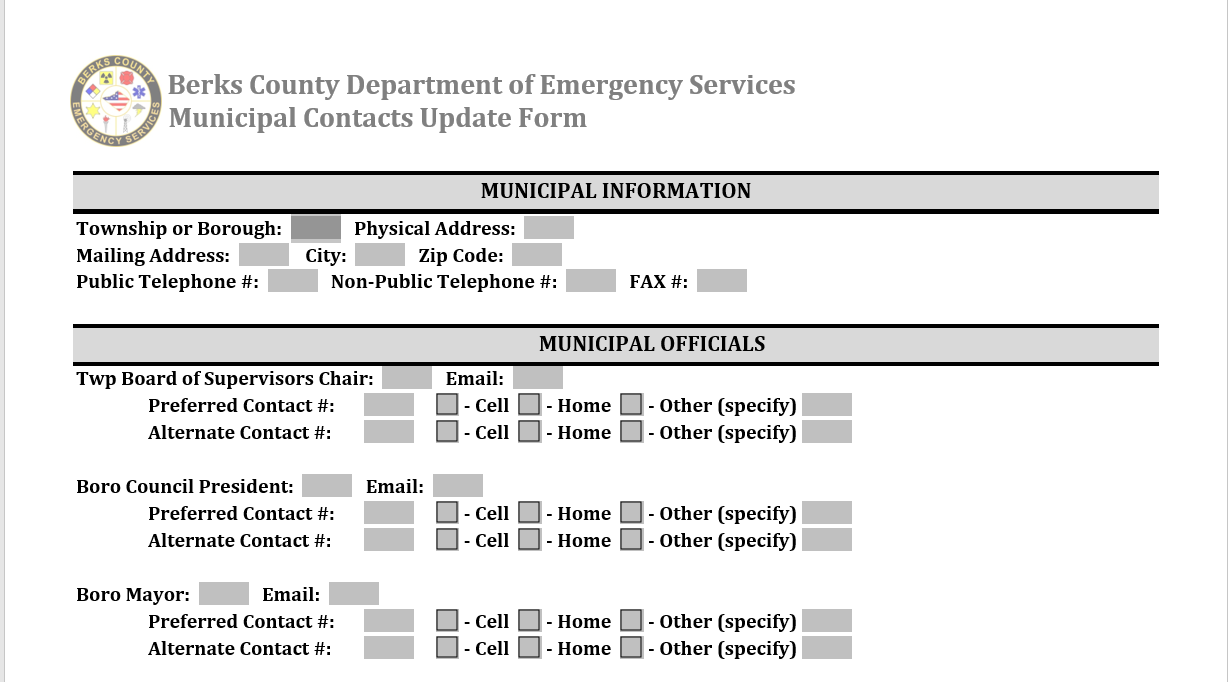 BERKS COUNTY
EMERGENCY SERVICES
Berks County Department of Emergency Services
Municipal Contacts Update Form
MUNICIPAL INFORMATION
Township or Borough: Physical Address:
Mailing Address: City: Zip Code:
Public Telephone #: Non-Public Telephone #: FAX #:
MUNICIPAL OFFICIALS
Twp Board of Supervisors Chair: Email:
Preferred Contact #: - Cell - Home - Other (specify)
Alternate Contact #: - Cell - Home - Other (specify)
Boro Council President: Email:
Preferred Contact #: - Cell - Home - Other (specify)
Alternate Contact #: - Cell - Home - Other (specify)
Boro Mayor: Email:
Preferred Contact #: - Cell - Home - Other (specify)
Alternate Contact #: - Cell - Home - Other (specify)